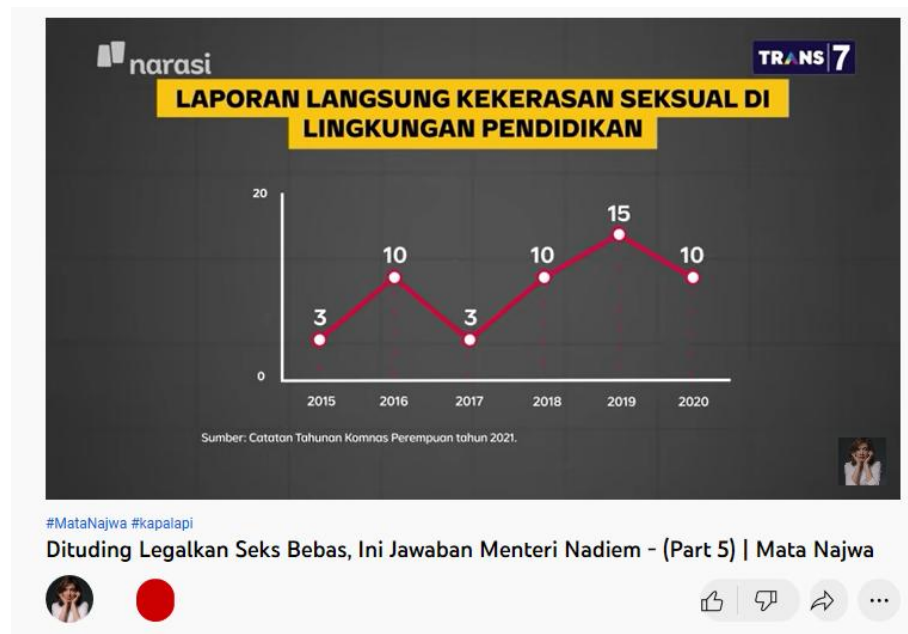 narasi
TRANS|7
LAPORAN LANGSUNG KEKERASAN SEKSUAL DI
LINGKUNGAN PENDIDIKAN
20
15
10
10
10
3
3
0
2015 2016 2017 2018 2019 2020
Sumber: Catatan Tahunan Komnas Perempuan tahun 2021.
#MataNajwa #kapalapi
Dituding Legalkan Seks Bebas, Ini Jawaban Menteri Nadiem - (Part 5) | Mata Najwa